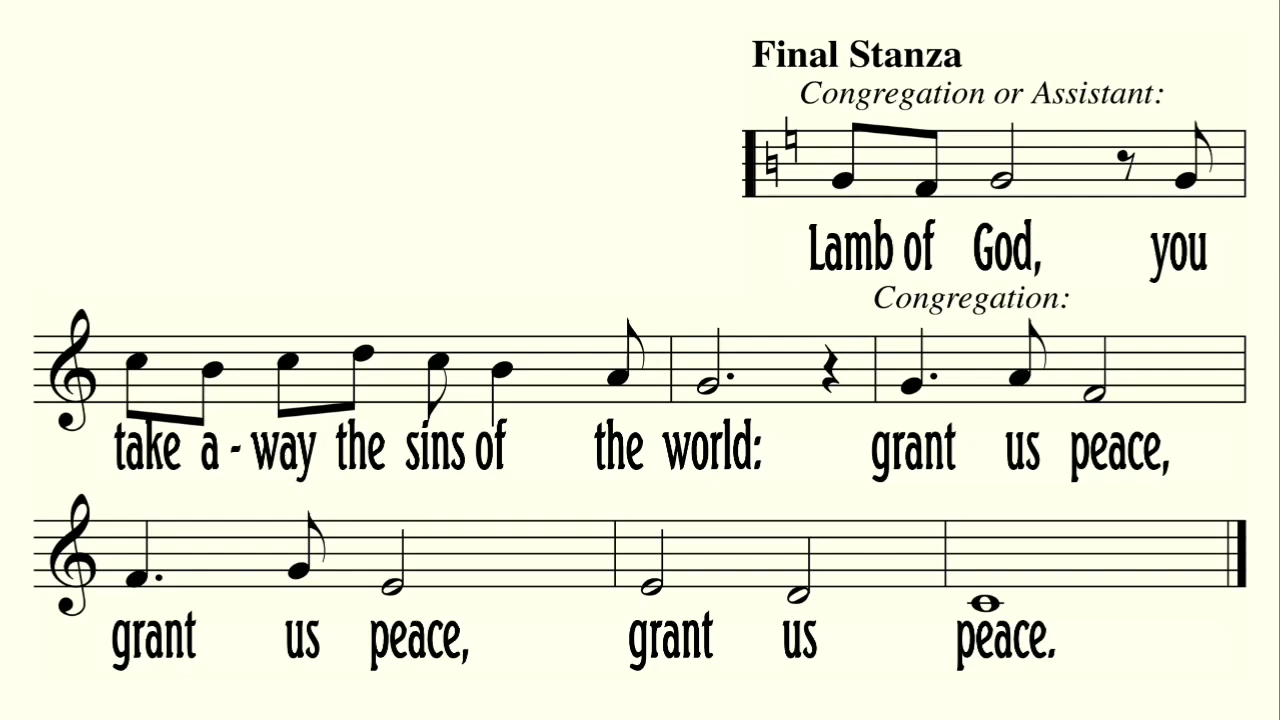 Final Stanza
Congregation or Assistant:
Lamb of God, you
Congregation:
take a - way the sins of the world: grant us peace,
grant us peace, grant us peace.